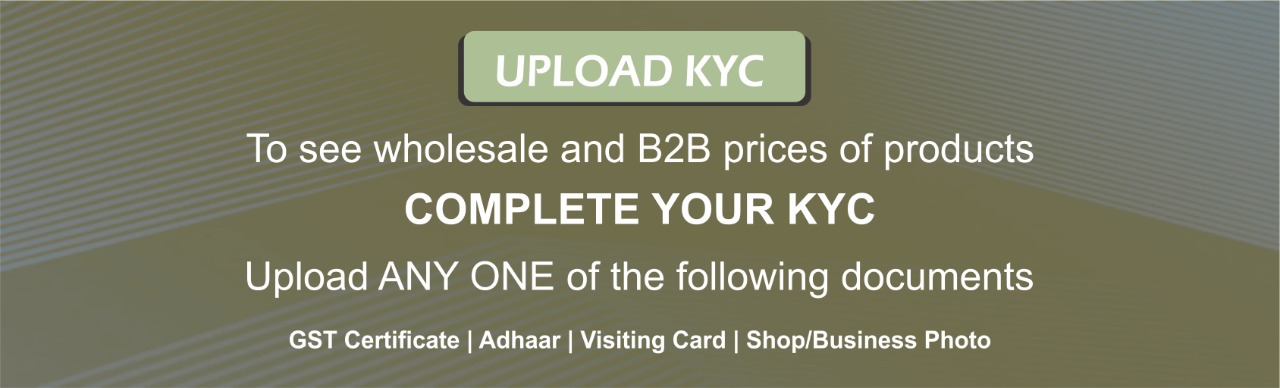 UPLOAD KYC
To see wholesale and B2B prices of products
COMPLETE YOUR KYC
Upload ANY ONE of the following documents
GST Certificate | Adhaar | Visiting Card | Shop/Business Photo